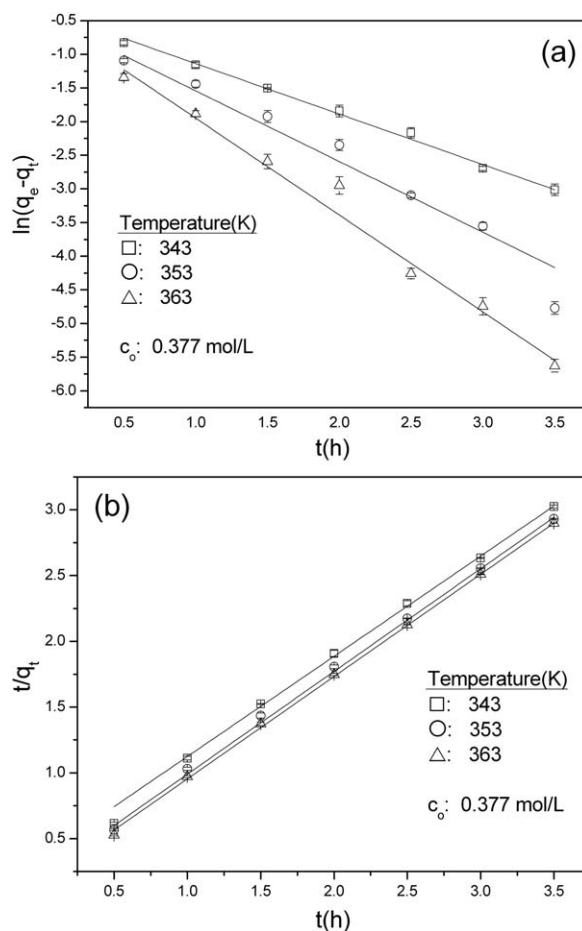 -0.5
-1.0
-1.5
-2.0
-2.5
-3.0
-3.5
-4.0
-4.5
-5.0
-5.5
-6.0
ln(qₑ-qₜ)
(a)
Temperature(K)
□: 343
○: 353
△: 363
cₒ: 0.377 mol/L
0.5 1.0 1.5 2.0 2.5 3.0 3.5
t(h)
(b)
3.0
2.5
2.0
1.5
1.0
0.5
t/qₜ
Temperature(K)
□: 343
○: 353
△: 363
cₒ: 0.377 mol/L
0.5 1.0 1.5 2.0 2.5 3.0 3.5
t(h)